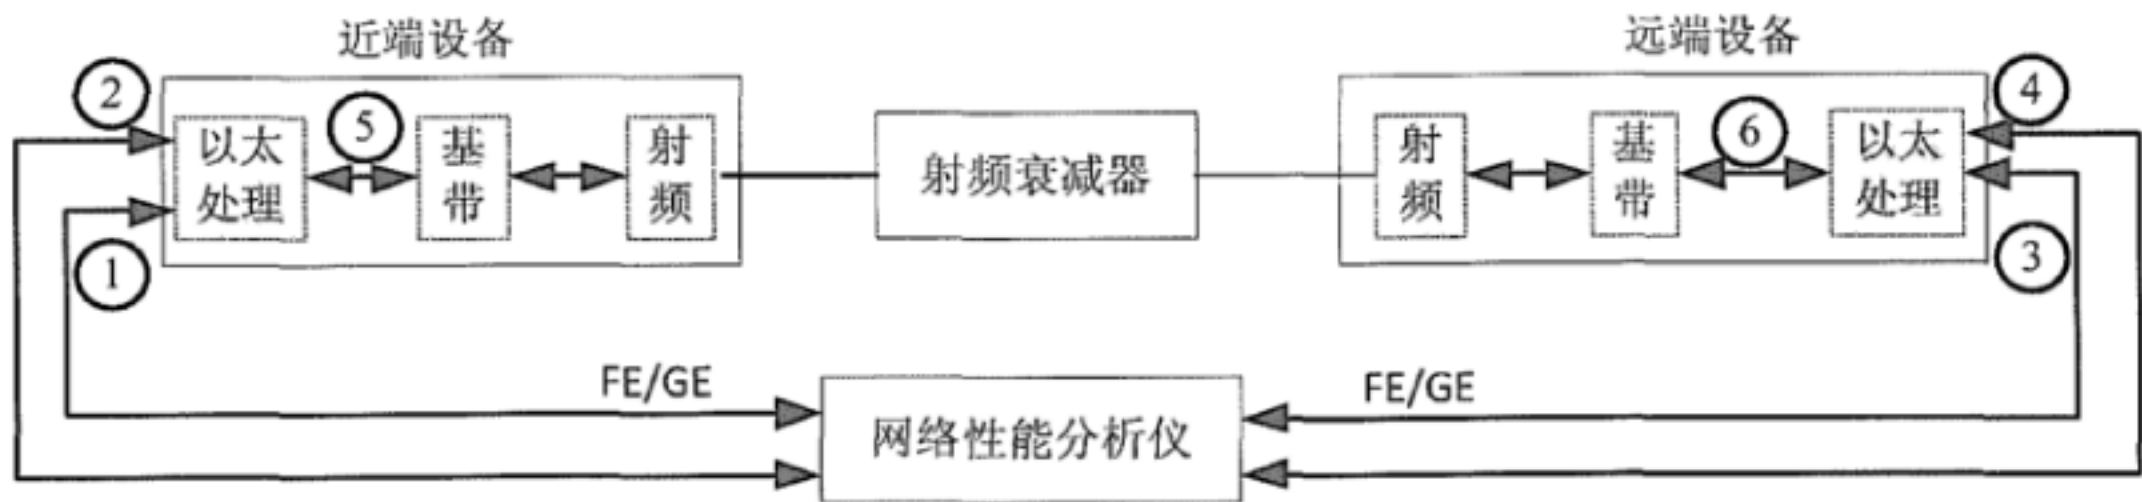 近端设备
远端设备
②
④
以太
处理
⑤
基
带
射
频
射频衰减器
射
频
基
带
⑥
以太
处理
①
③
FE/GE
FE/GE
网络性能分析仪